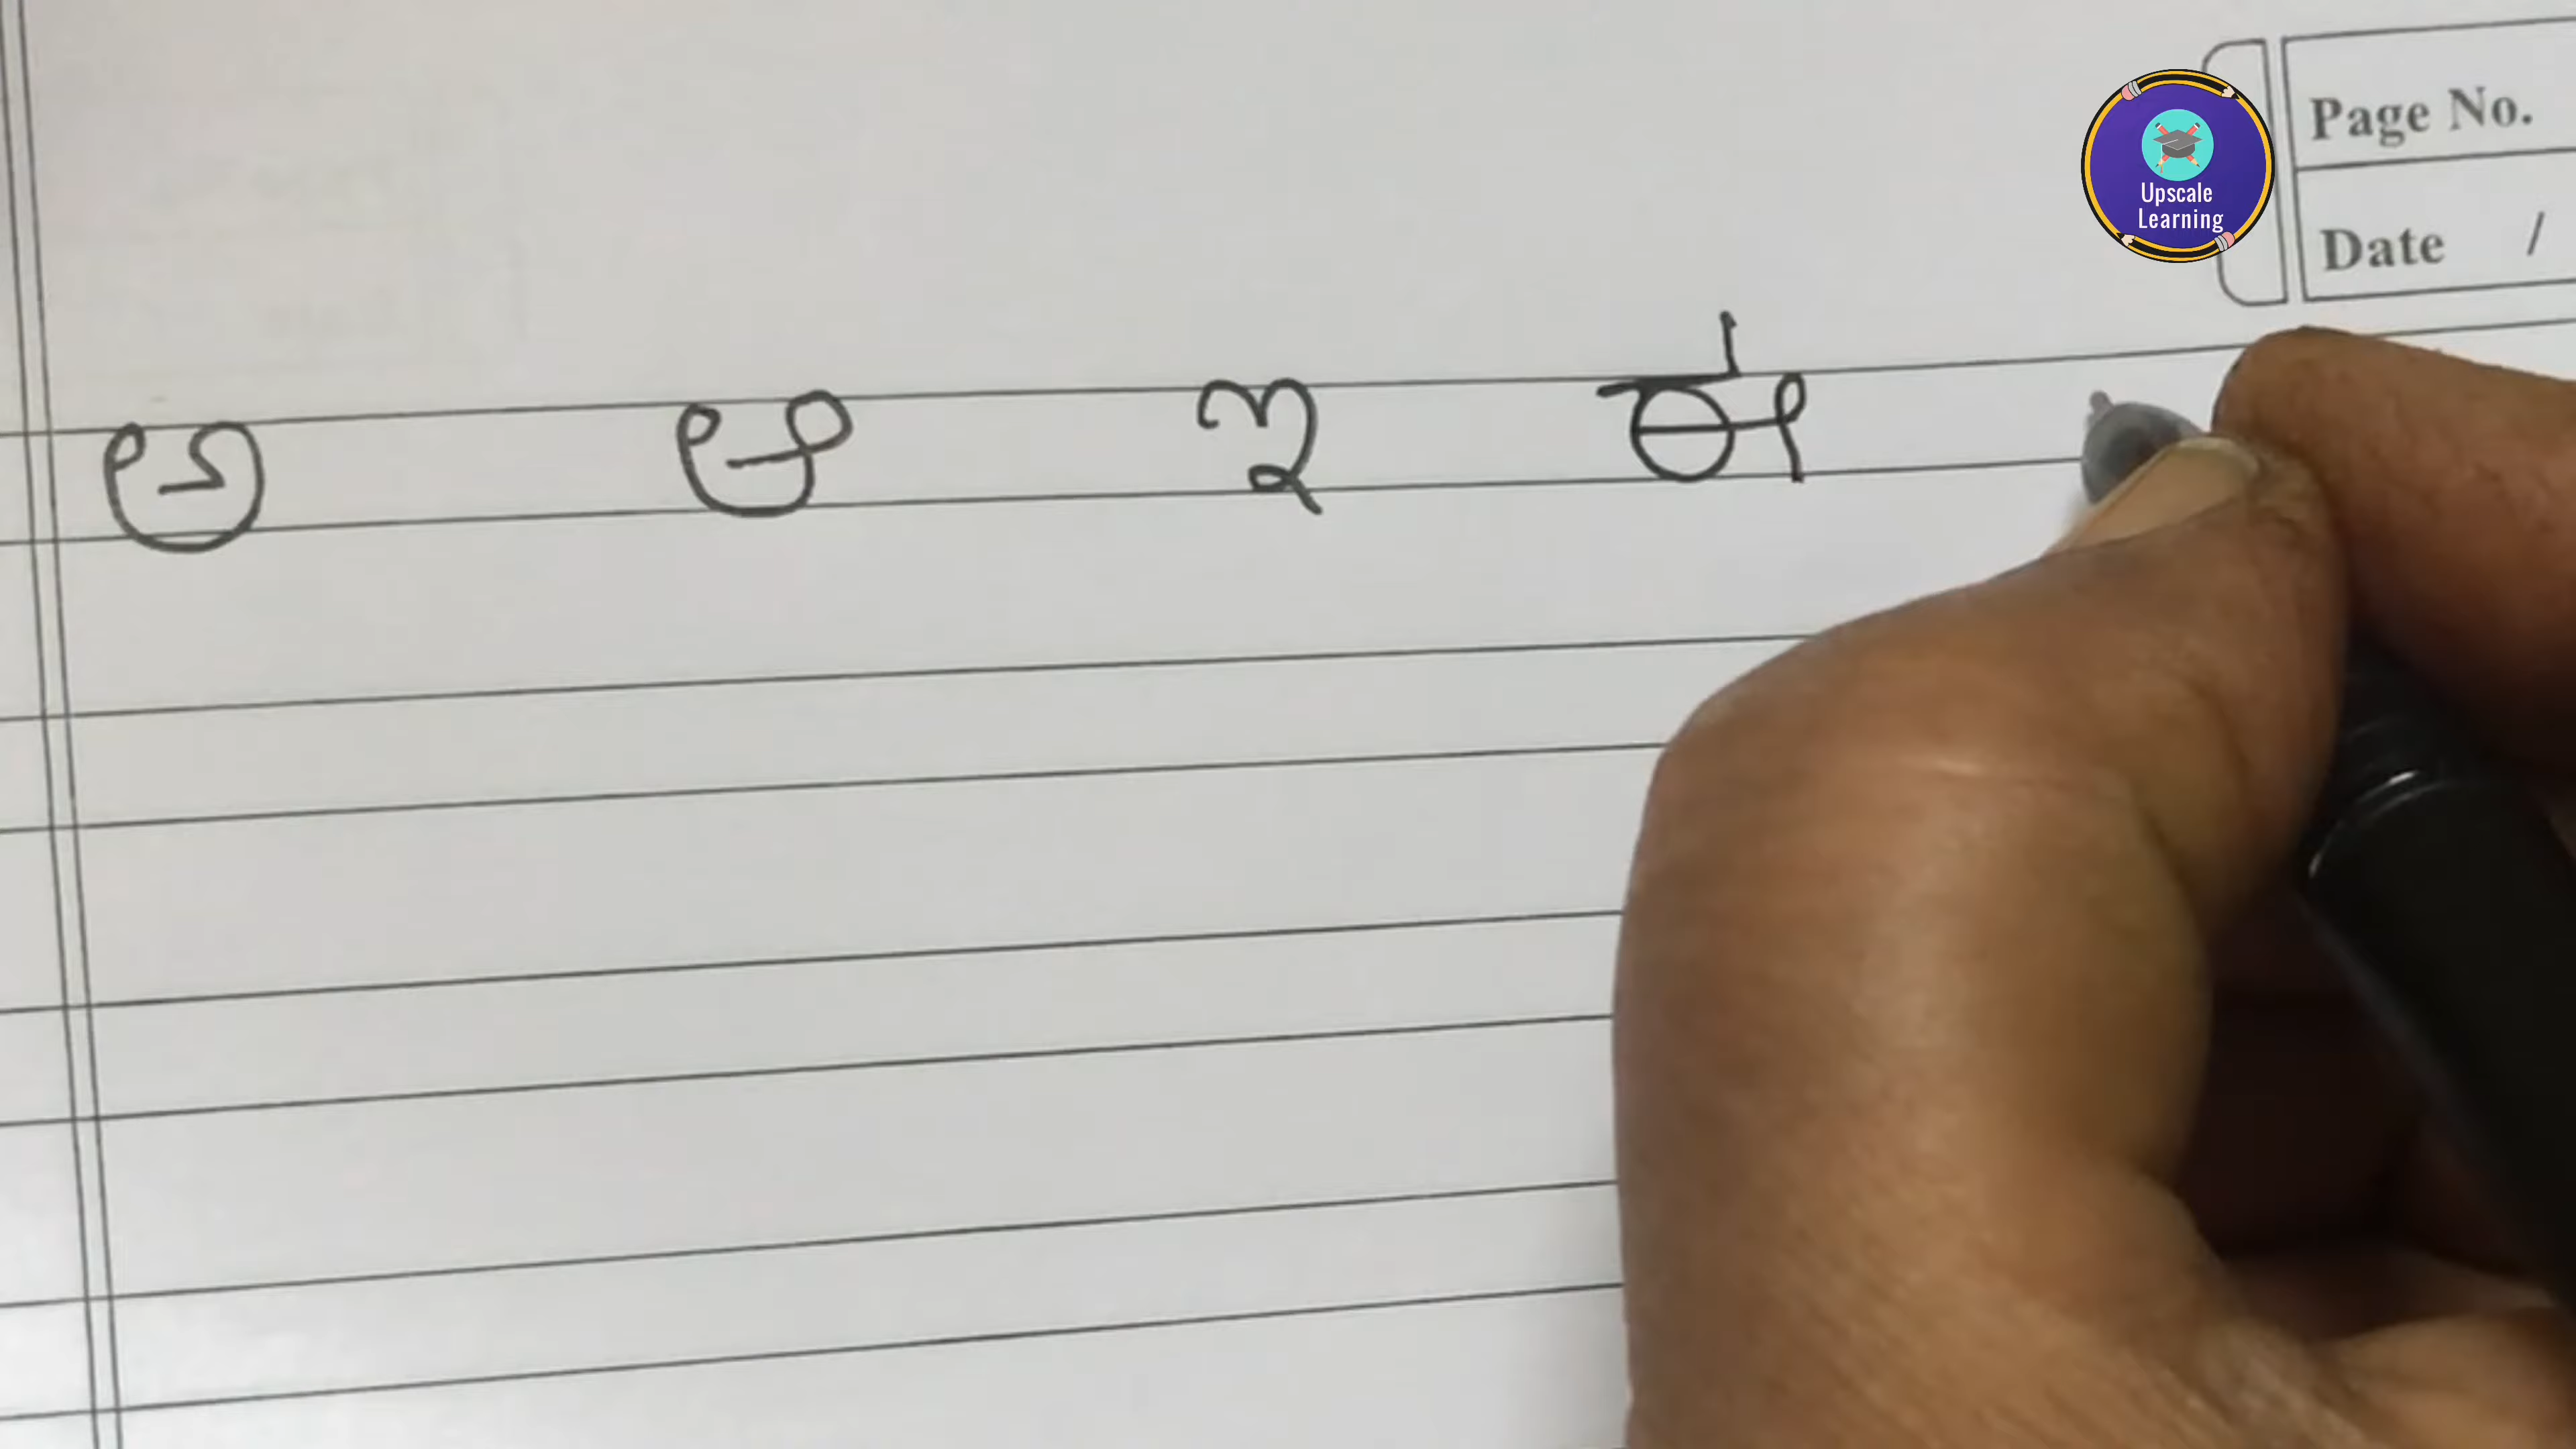 Page No.
Upscale
Learning
Date /
ಅ ಆ ಇ ಈ